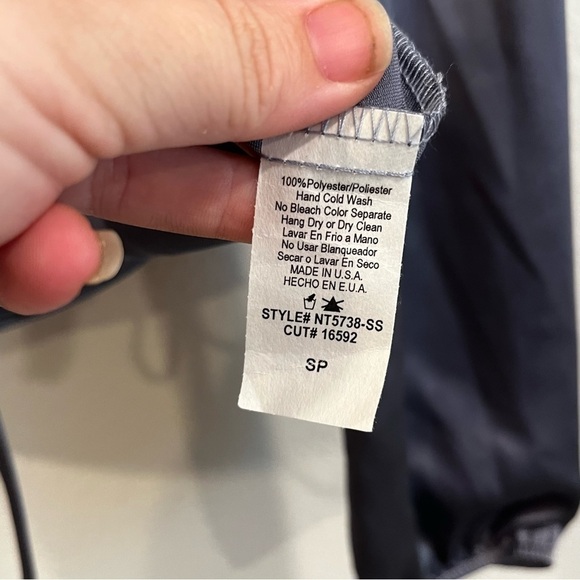 100%Polyester/Poliester
Hand Cold Wash
No Bleach Color Separate
Hang Dry or Dry Clean
Lavar En Frio a Mano
No Usar Blanqueador
Secar o Lavar En Seco
MADE IN U.S.A.
HECHO EN E.U.A.
STYLE# NT5738-SS
CUT# 16592
SP